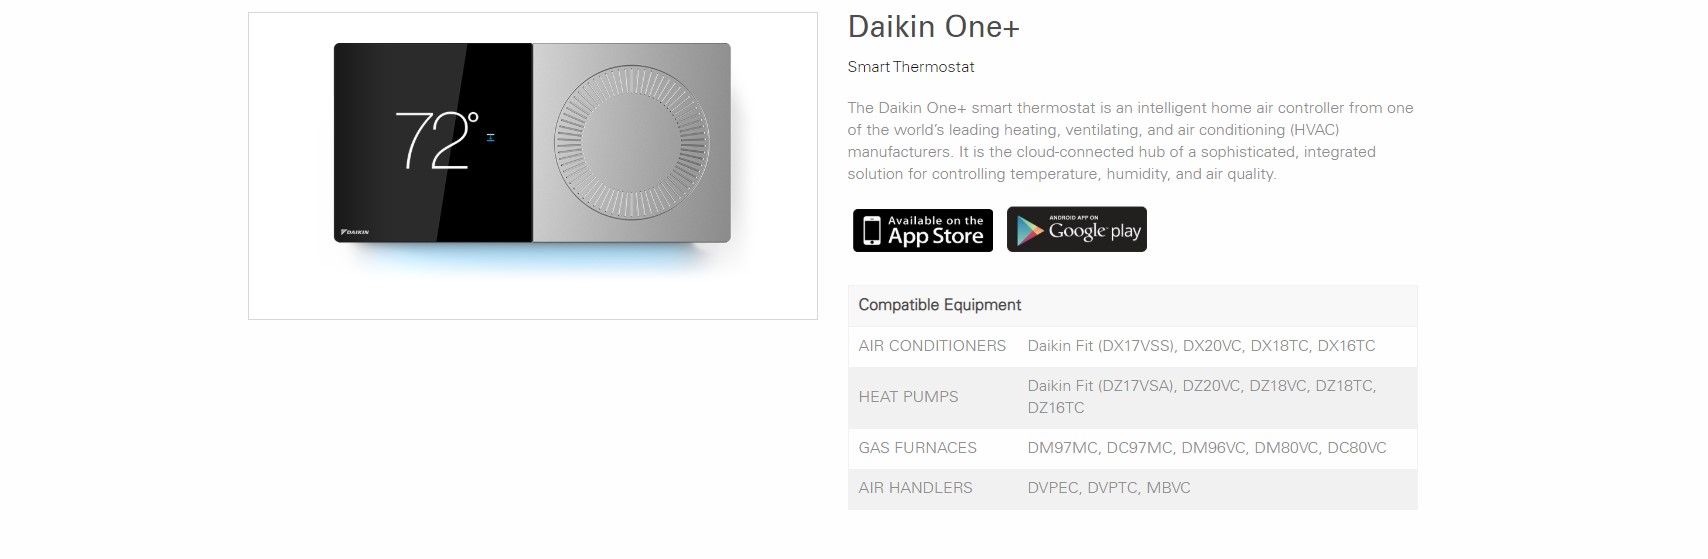 72°
DAIKIN
Daikin One+
Smart Thermostat
The Daikin One+ smart thermostat is an intelligent home air controller from one
of the world’s leading heating, ventilating, and air conditioning (HVAC)
manufacturers. It is the cloud-connected hub of a sophisticated, integrated
solution for controlling temperature, humidity, and air quality.
Available on the
App Store
ANDROID APP ON
Google play
Compatible Equipment
AIR CONDITIONERS Daikin Fit (DX17VSS), DX20VC, DX18TC, DX16TC
HEAT PUMPS Daikin Fit (DZ17VSA), DZ20VC, DZ18VC, DZ18TC,
DZ16TC
GAS FURNACES DM97MC, DC97MC, DM96VC, DM80VC, DC80VC
AIR HANDLERS DVPEC, DVPTC, MBVC